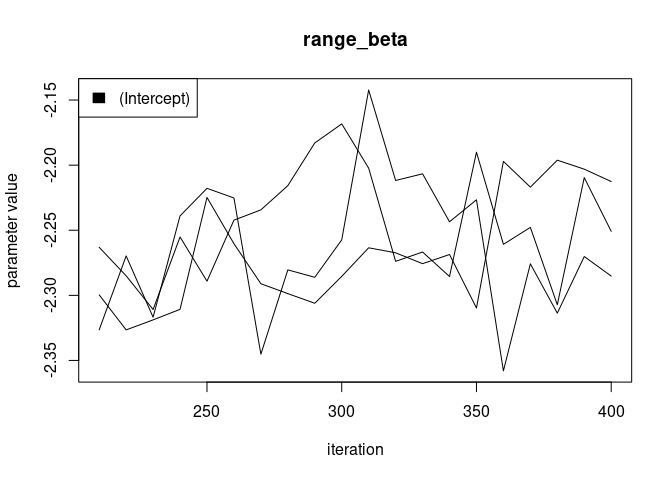 range_beta
(Intercept)
parameter value
-2.15
-2.20
-2.25
-2.30
-2.35
250 300 350 400
iteration